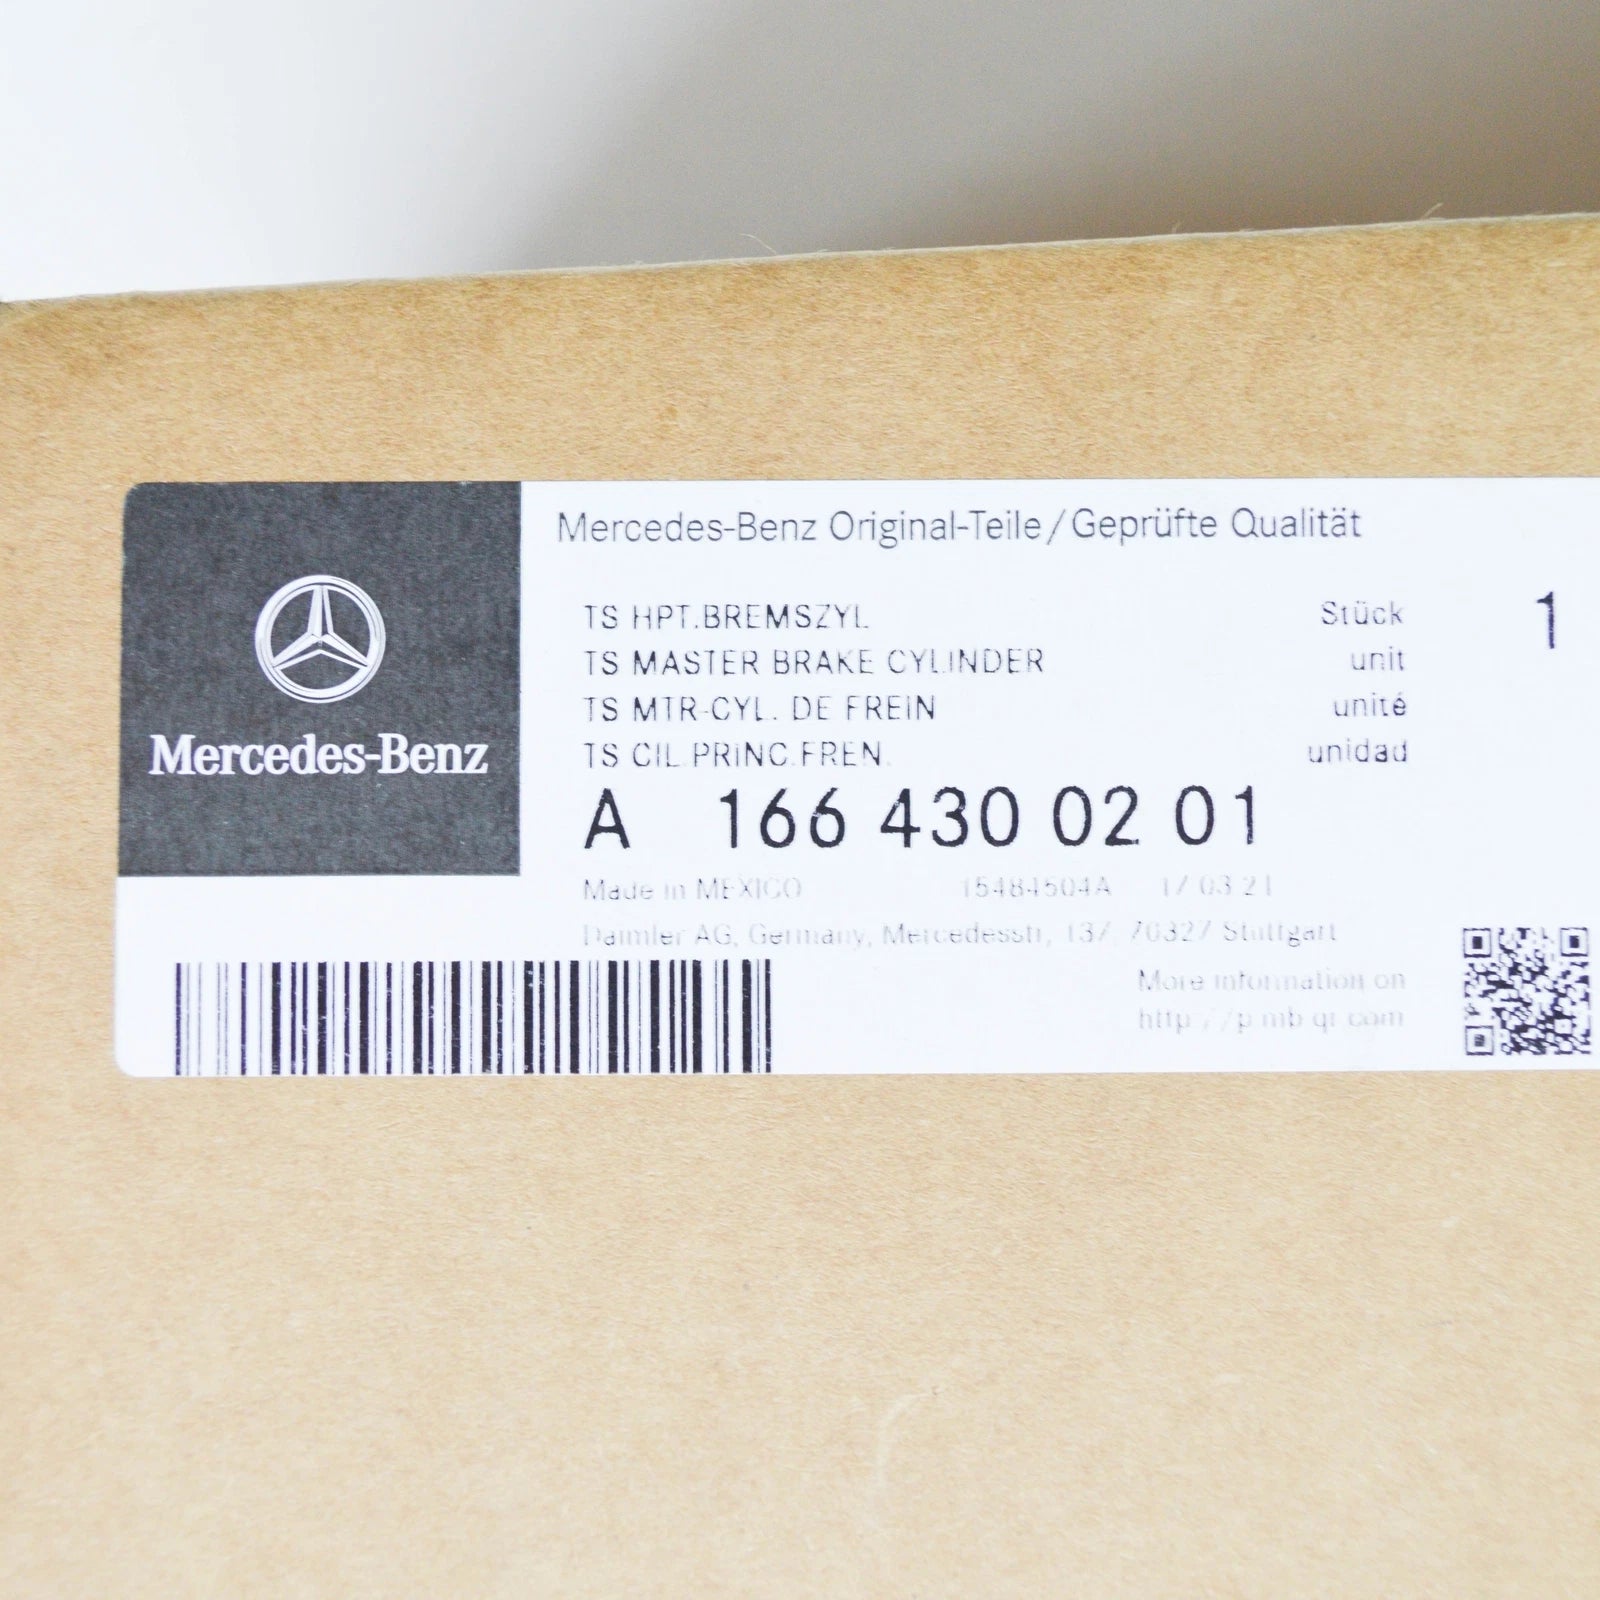 Mercedes-Benz
Mercedes-Benz Original-Teile/Geprüfte Qualität
TS HPT.BREMSZYL. Stück 1
TS MASTER BRAKE CYLINDER unit
TS MTR-CYL. DE FREIN unité
TS CIL.PRINC.FREN. unidad
A 166 430 02 01
Made in MEXICO 15484504A 17 03 21
Daimler AG, Germany, Mercedesstr, 137, 70327 Stuttgart
More information on
http://p.mb-qr.com